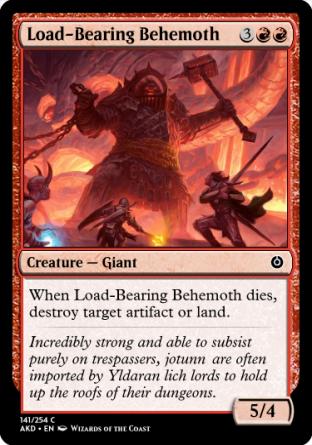 Load-Bearing Behemoth 3
Creature — Giant
When Load-Bearing Behemoth dies,
destroy target artifact or land.
Incredibly strong and able to subsist
purely on trespassers, jotunn are often
imported by Yldaran lich lords to hold
up the roofs of their dungeons.
5/4
141/254 C
AKD • EN Wizards of the Coast